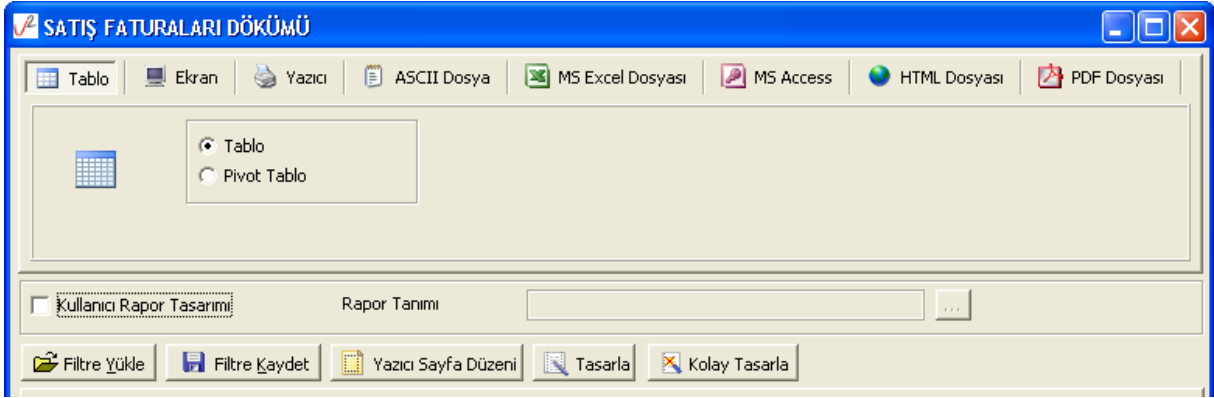 SATIŞ FATURALARI DÖKÜMÜ
Tablo Ekran Yazıcı ASCII Dosya MS Excel Dosyası MS Access HTML Dosyası PDF Dosyası
Tablo
Pivot Tablo
Kullanıcı Rapor Tasarımı Rapor Tanımı ...
Filtre Yükle Filtre Kaydet Yazıcı Sayfa Düzeni Tasarla Kolay Tasarla